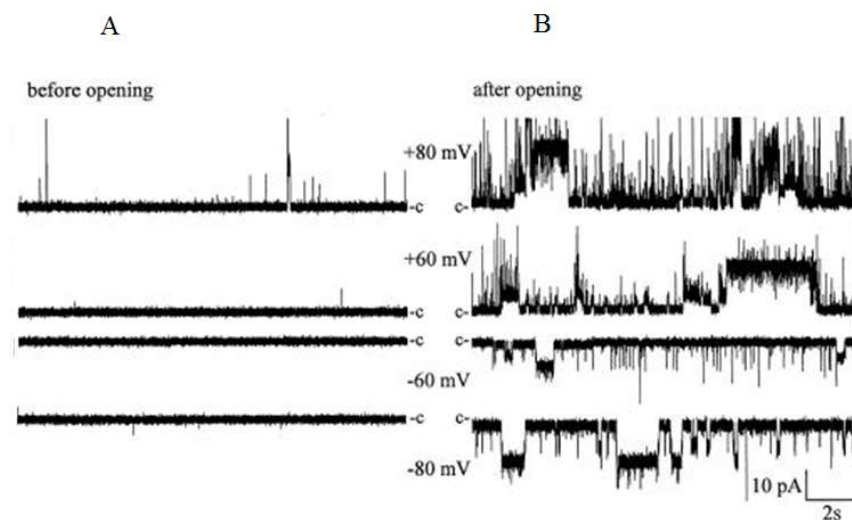 A
B
before opening
after opening
+80 mV
-c
c-
+60 mV
-c
c-
-c
c-
-60 mV
-c
c-
-80 mV
10 pA
2s